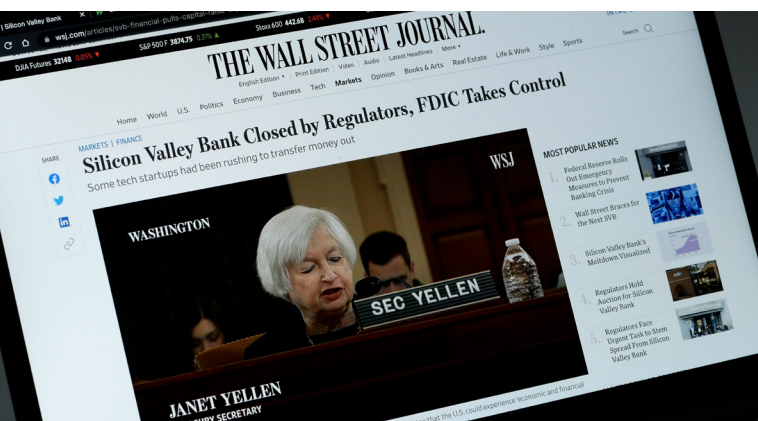 Silicon Valley Bank
wsj.com/articles/svb-financial-pulls-capital-raise
DJIA Futures 32148 0.09% ▼
S&P 500 F 3874.75 0.31% ▲
Stoxx 600 442.68 2.44% ▼
THE WALL STREET JOURNAL.
English Edition
Print Edition
Video
Audio
Latest Headlines
More
Home
World
U.S.
Politics
Economy
Business
Tech
Markets
Opinion
Books & Arts
Real Estate
Life & Work
Style
Sports
Search
SHARE
MARKETS | FINANCE
Silicon Valley Bank Closed by Regulators, FDIC Takes Control
Some tech startups had been rushing to transfer money out
WASHINGTON
WSJ
SEC YELLEN
JANET YELLEN
SECRETARY
that the U.S. could experience 'economic and financial
MOST POPULAR NEWS
1. Federal Reserve Rolls
Out Emergency
Measures to Prevent
Banking Crisis
2. Wall Street Braces for
the Next SVB
3. Silicon Valley Bank's
Meltdown Visualized
4. Regulators Hold
Auction for Silicon
Valley Bank
5. Regulators Face
Urgent Task to Stem
Spread From Silicon
Valley Bank